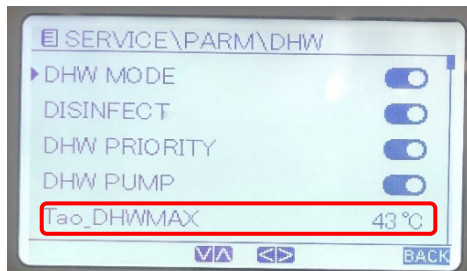 SERVICE\PARM\DHW
DHW MODE
DISINFECT
DHW PRIORITY
DHW PUMP
Tao_DHWMAX 43 °C
BACK